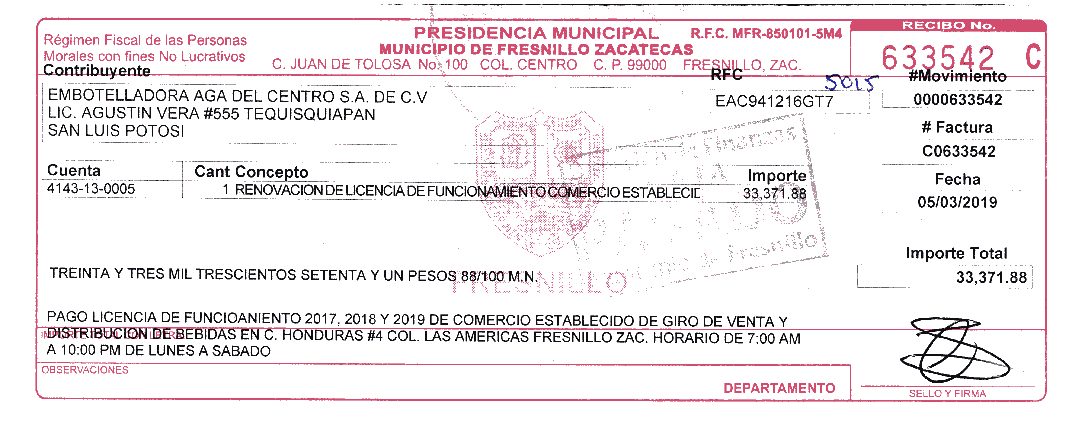 PRESIDENCIA MUNICIPAL
R.F.C. MFR-850101-5M4
RECIBO No.
Régimen Fiscal de las Personas
Morales con fines No Lucrativos
MUNICIPIO DE FRESNILLO ZACATECAS
C. JUAN DE TOLOSA No. 100 COL. CENTRO C. P. 99000 FRESNILLO, ZAC.
633542 C
Contribuyente
RFC
5015
#Movimiento
EMBOTELLADORA AGA DEL CENTRO S.A. DE C.V
EAC941216GT7
0000633542
LIC. AGUSTIN VERA #555 TEQUISQUIAPAN
SAN LUIS POTOSI
# Factura
C0633542
Cuenta
Cant Concepto
Importe
Fecha
4143-13-0005
1 RENOVACION DE LICENCIA DE FUNCIONAMIENTO COMERCIO ESTABLECID
33,371.88
05/03/2019
de Finanzas
de Fresnillo
Importe Total
TREINTA Y TRES MIL TRESCIENTOS SETENTA Y UN PESOS 88/100 M.N.
33,371.88
FRESNILLO
PAGO LICENCIA DE FUNCIOANIENTO 2017, 2018 Y 2019 DE COMERCIO ESTABLECIDO DE GIRO DE VENTA Y
DISTRIBUCION DE BEBIDAS EN C. HONDURAS #4 COL. LAS AMERICAS FRESNILLO ZAC. HORARIO DE 7:00 AM
A 10:00 PM DE LUNES A SABADO
OBSERVACIONES
DEPARTAMENTO
SELLO Y FIRMA